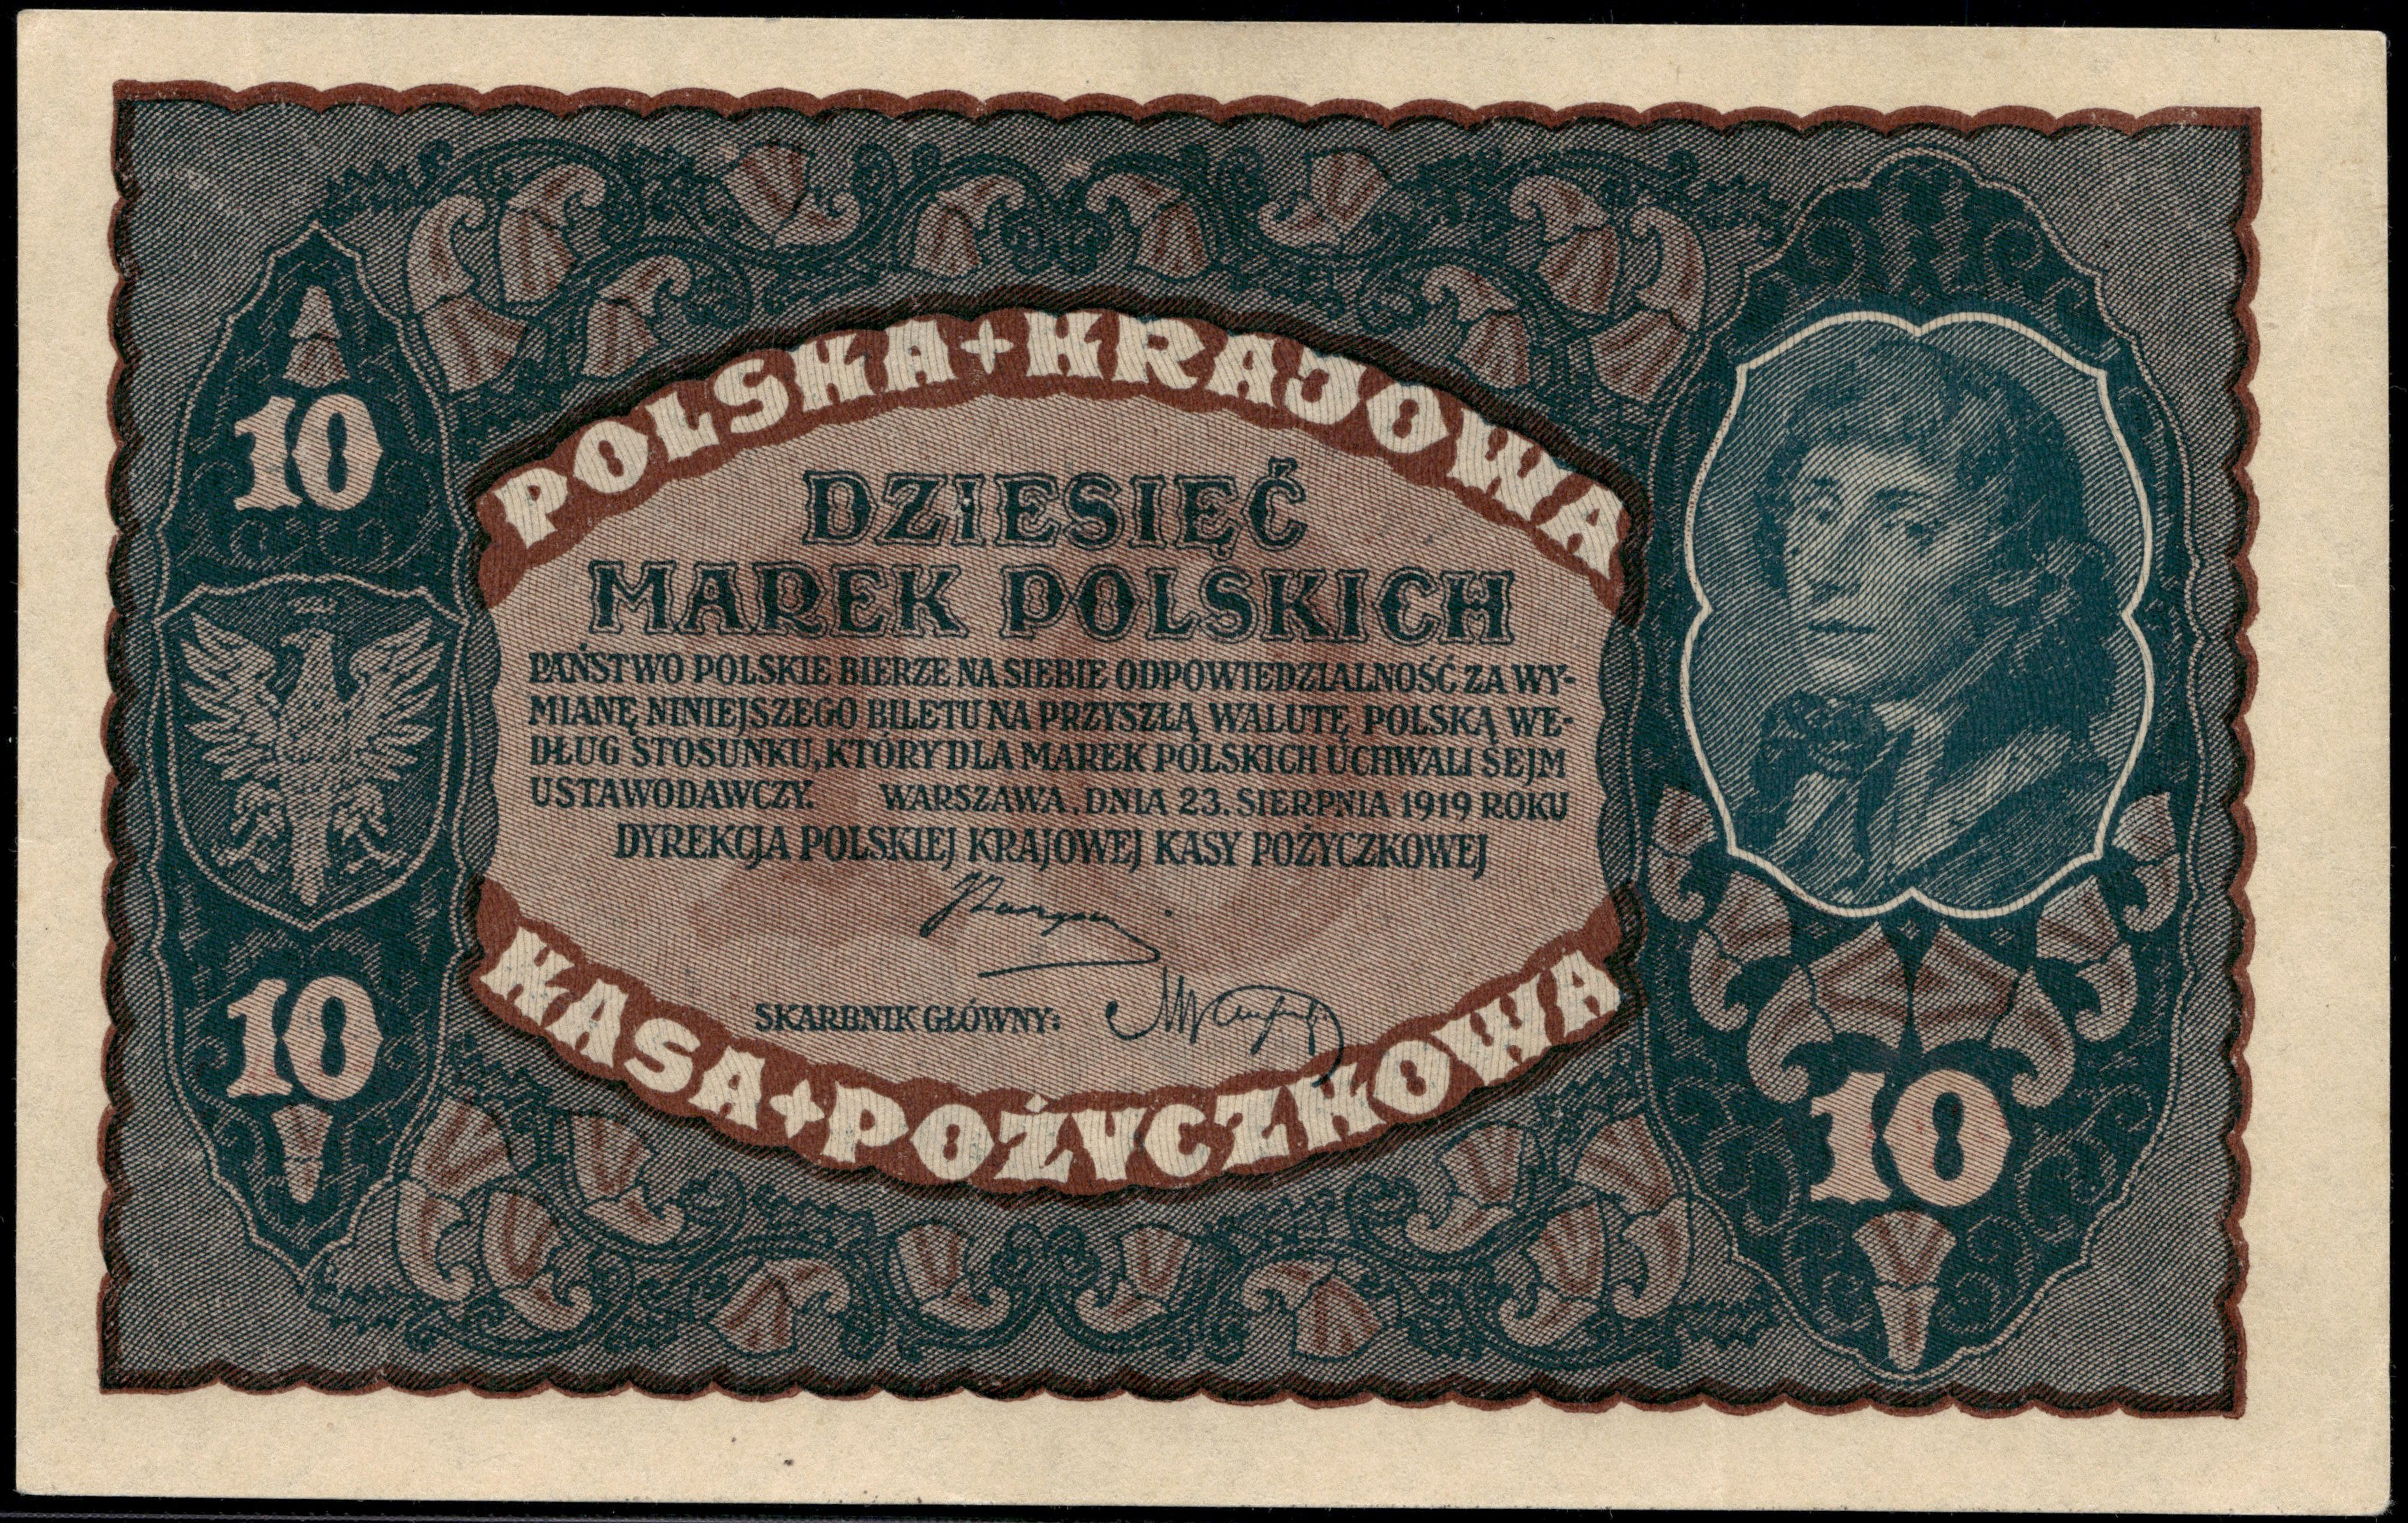 POLSKA + KRAJOWA
DZIESIĘĆ
MAREK POLSKICH
PAŃSTWO POLSKIE BIERZE NA SIEBIE ODPOWIEDZIALNOŚĆ ZA WY-
MIANĘ NINIEJSZEGO BILETU NA PRZYSZŁĄ WALUTĘ POLSKĄ WE-
DŁUG STOSUNKU, KTÓRY DLA MAREK POLSKICH UCHWALI SEJM
USTAWODAWCZY. WARSZAWA, DNIA 23. SIERPNIA 1919 ROKU
DYREKCJA POLSKIEJ KRAJOWEJ KASY POŻYCZKOWEJ
SKARBNIK GŁÓWNY:
KASA + POŻYCZKOWA
10
10
10